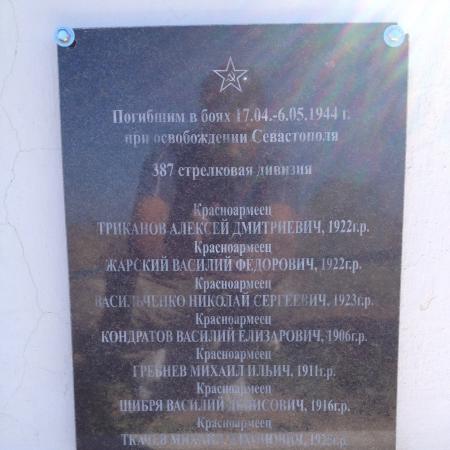 Погибшим в боях 17.04.-6.05.1944 г.
при освобождении Севастополя
387 стрелковая дивизия
Красноармеец
ТРИКАНОВ АЛЕКСЕЙ ДМИТРИЕВИЧ, 1922г.р.
Красноармеец
ЖАРСКИЙ ВАСИЛИЙ ФЕДОРОВИЧ, 1922г.р.
Красноармеец
ВАСИЛЬЧЕНКО НИКОЛАЙ СЕРГЕЕВИЧ, 1923г.р.
Красноармеец
КОНДРАТОВ ВАСИЛИЙ ЕЛИЗАРОВИЧ, 1906г.р.
Красноармеец
ГРЕБНЕВ МИХАИЛ ИЛЬИЧ, 1911г.р.
Красноармеец
ШИБРЯ ВАСИЛИЙ ДЕНИСОВИЧ, 1916г.р.
Красноармеец
ТКАЧЕВ МИХАИЛ